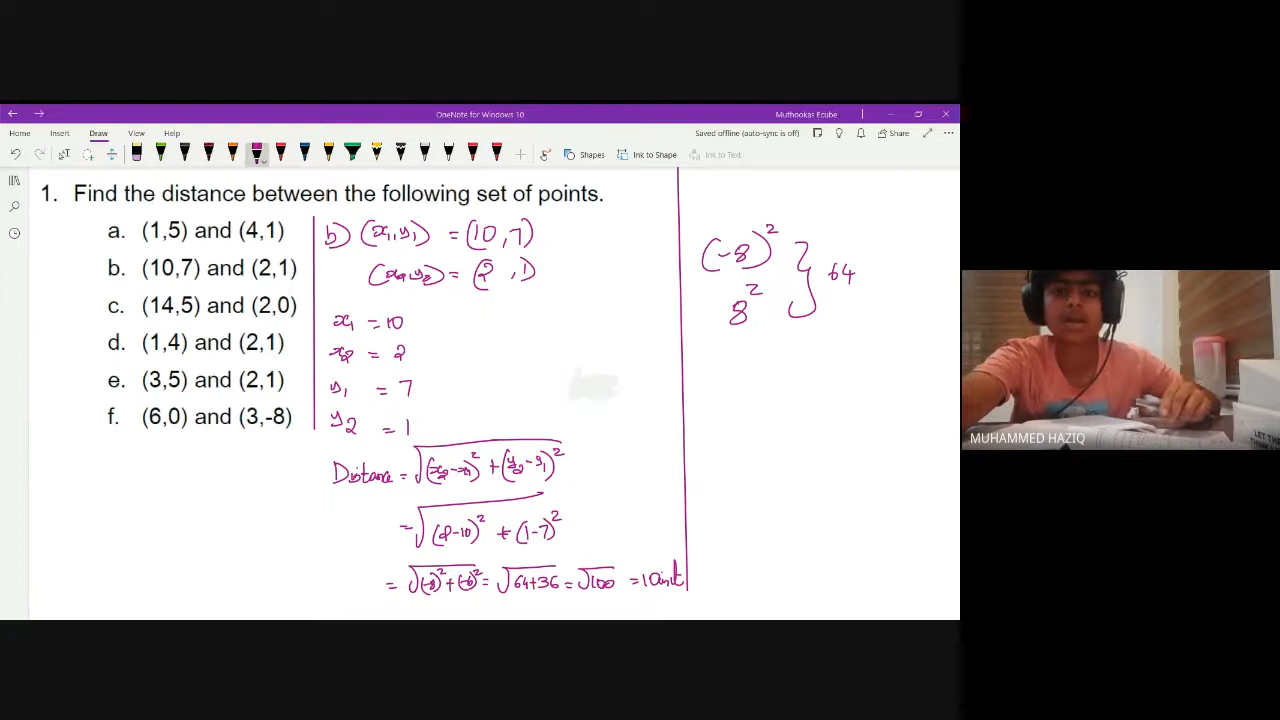 OneNote for Windows 10
Muthookas Ecube
Home Insert Draw View Help
Saved offline (auto-sync is off)
Share
Shapes
Ink to Shape
Ink to Text
1. Find the distance between the following set of points.
a. (1,5) and (4,1)
b. (10,7) and (2,1)
c. (14,5) and (2,0)
d. (1,4) and (2,1)
e. (3,5) and (2,1)
f. (6,0) and (3,-8)
b) (x₁,y₁) = (10,7)
(x₂,y₂) = (2,1)
x₁ = 10
x₂ = 2
y₁ = 7
y₂ = 1
Distance = √(x₂-x₁)² + (y₂-y₁)²
= √(2-10)² + (1-7)²
= √(-8)² + (-6)² = √64+36 = √100 = 10unit
(-8)²
8² } 64
MUHAMMED HAZIQ